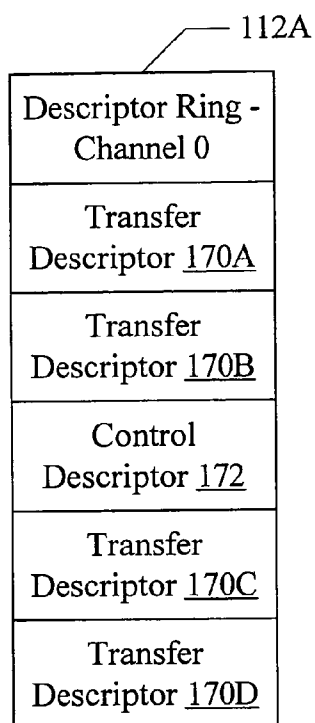 112A
Descriptor Ring -
Channel 0
Transfer
Descriptor 170A
Transfer
Descriptor 170B
Control
Descriptor 172
Transfer
Descriptor 170C
Transfer
Descriptor 170D